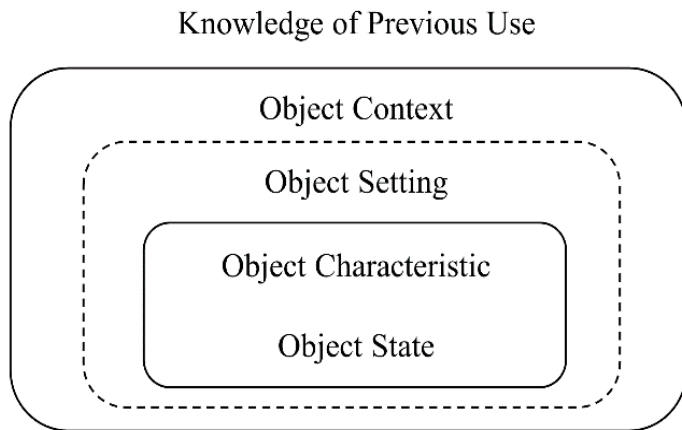 Knowledge of Previous Use
Object Context
Object Setting
Object Characteristic
Object State